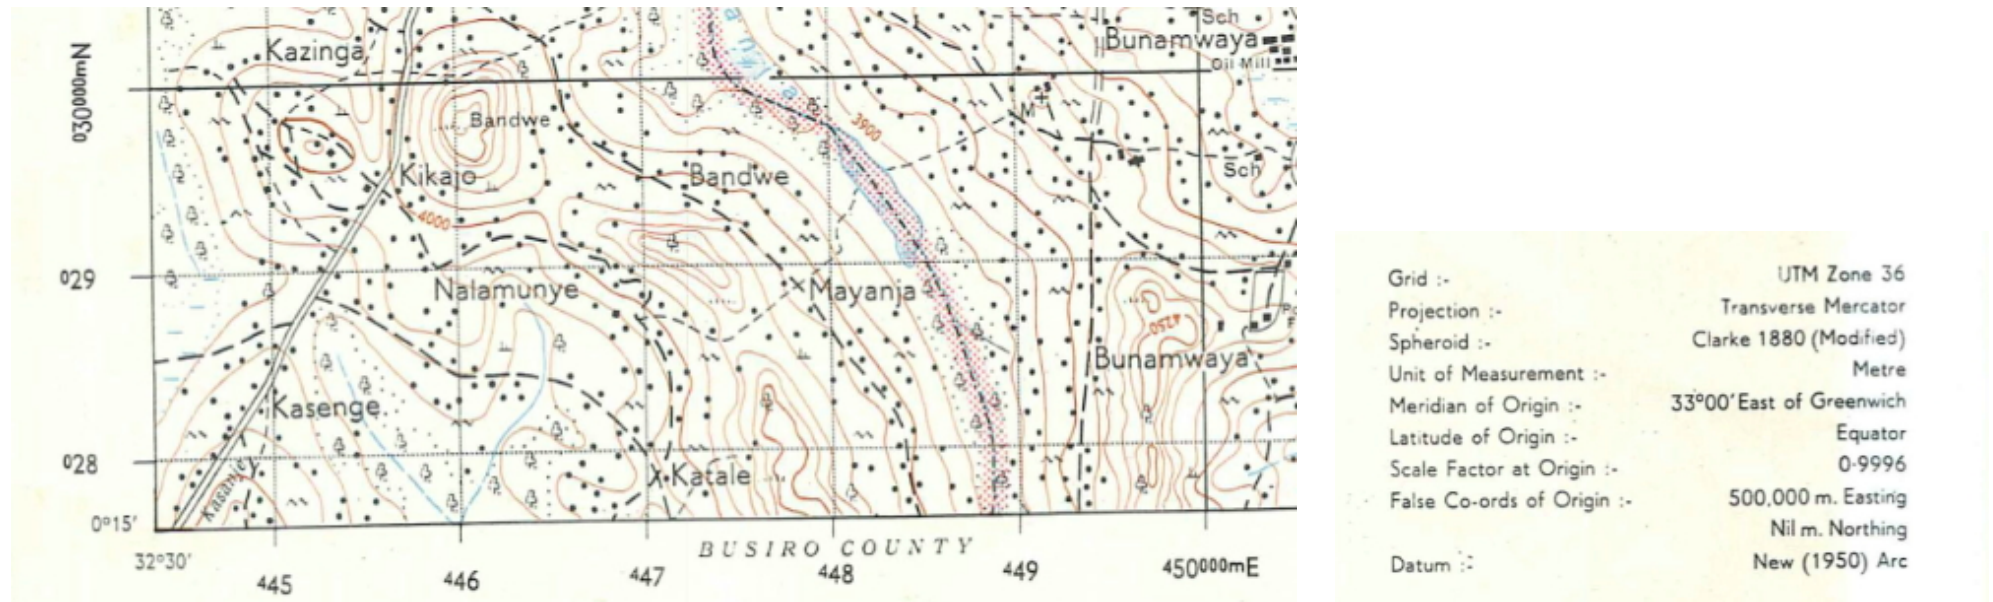 Sch
Bunamwaya
Oil Mill
Kazinga
030000mN
Bandwe
3900
M
Kikajo
Bandwe
Sch
4000
029
Nalamunye
Mayanja
4250
Bunamwaya
Kasenge
028
Kasanje
Katale
0°15'
32°30'
BUSIRO COUNTY
445
446
447
448
449
450000mE
Grid :- UTM Zone 36
Projection :- Transverse Mercator
Spheroid :- Clarke 1880 (Modified)
Unit of Measurement :- Metre
Meridian of Origin :- 33°00' East of Greenwich
Latitude of Origin :- Equator
Scale Factor at Origin :- 0·9996
False Co-ords of Origin :- 500,000 m. Easting
Nil m. Northing
Datum :- New (1950) Arc